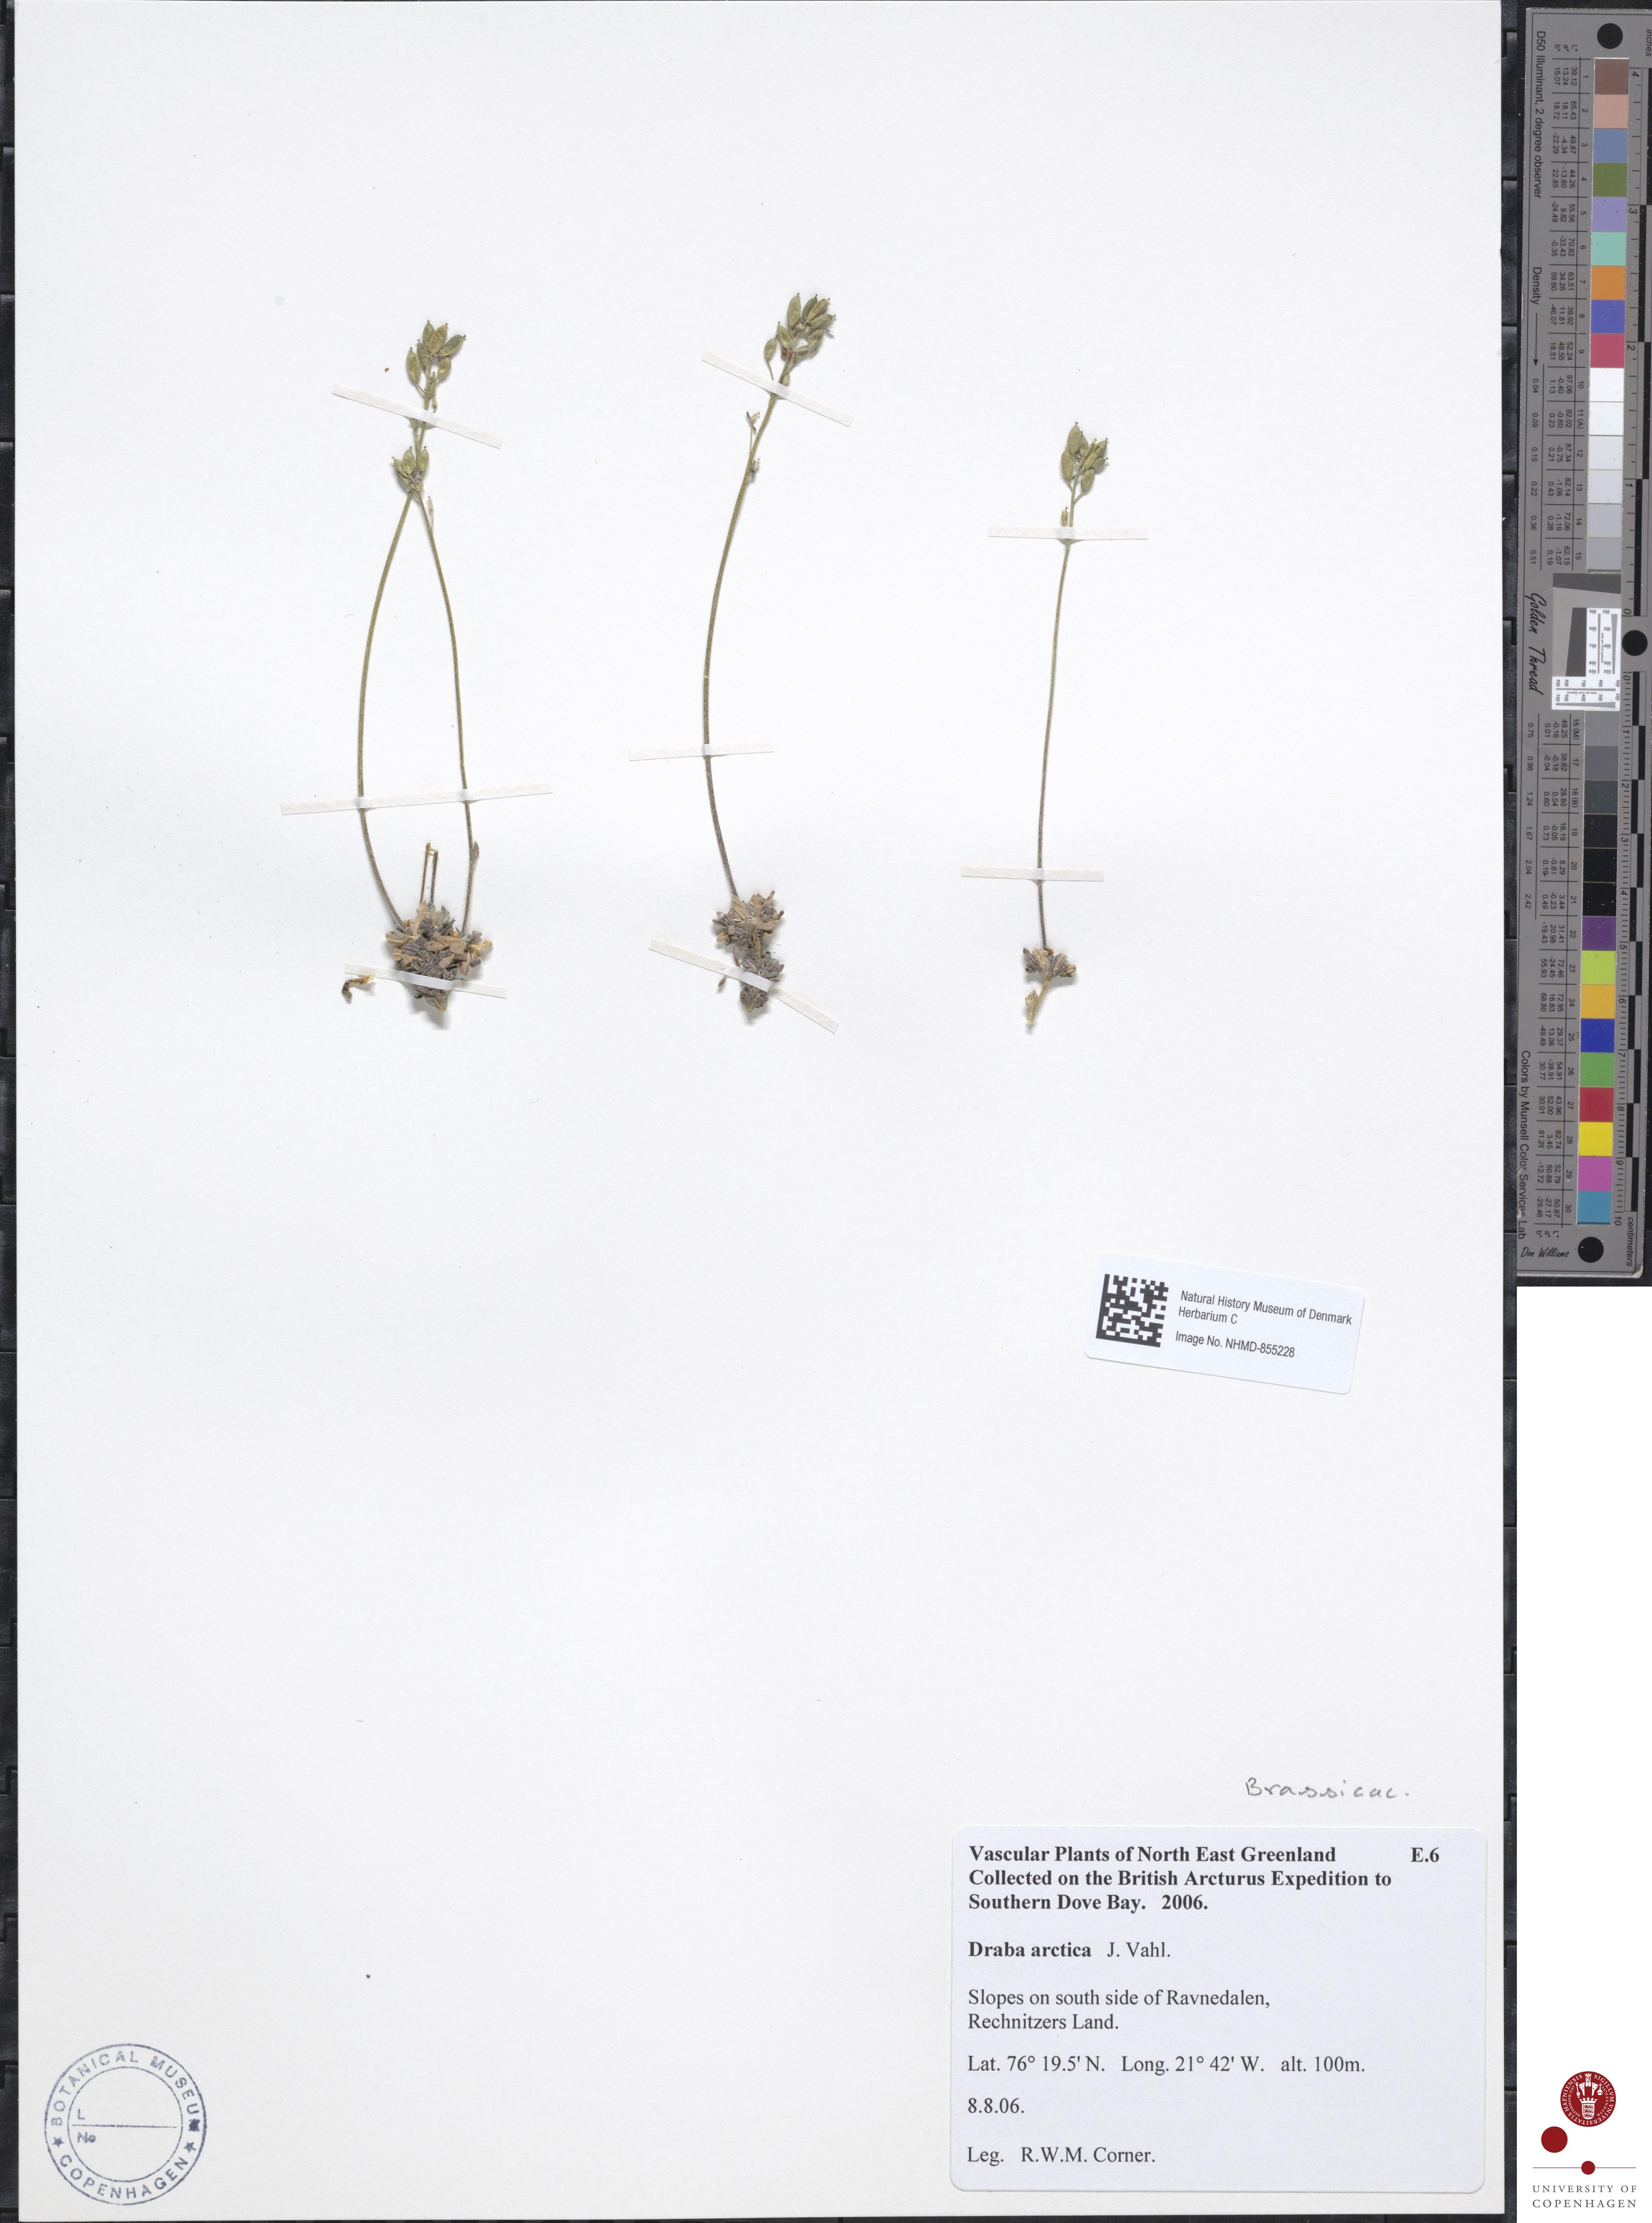 Natural History Museum of Denmark
Herbarium C
Image No. NHMD-855228
Brassicac.
Vascular Plants of North East Greenland E.6
Collected on the British Arcturus Expedition to
Southern Dove Bay. 2006.
Draba arctica J. Vahl.
Slopes on south side of Ravnedalen,
Rechnitzers Land.
Lat. 76° 19.5' N. Long. 21° 42' W. alt. 100m.
8.8.06.
Leg. R.W.M. Corner.
BOTANICAL MUSEUM
COPENHAGEN
L
No
D50 Illuminant, 2 degree observer
Density
Golden Thread
Colors by Munsell Color Services Lab
Don Williams
inches
centimeters
UNIVERSITY OF
COPENHAGEN